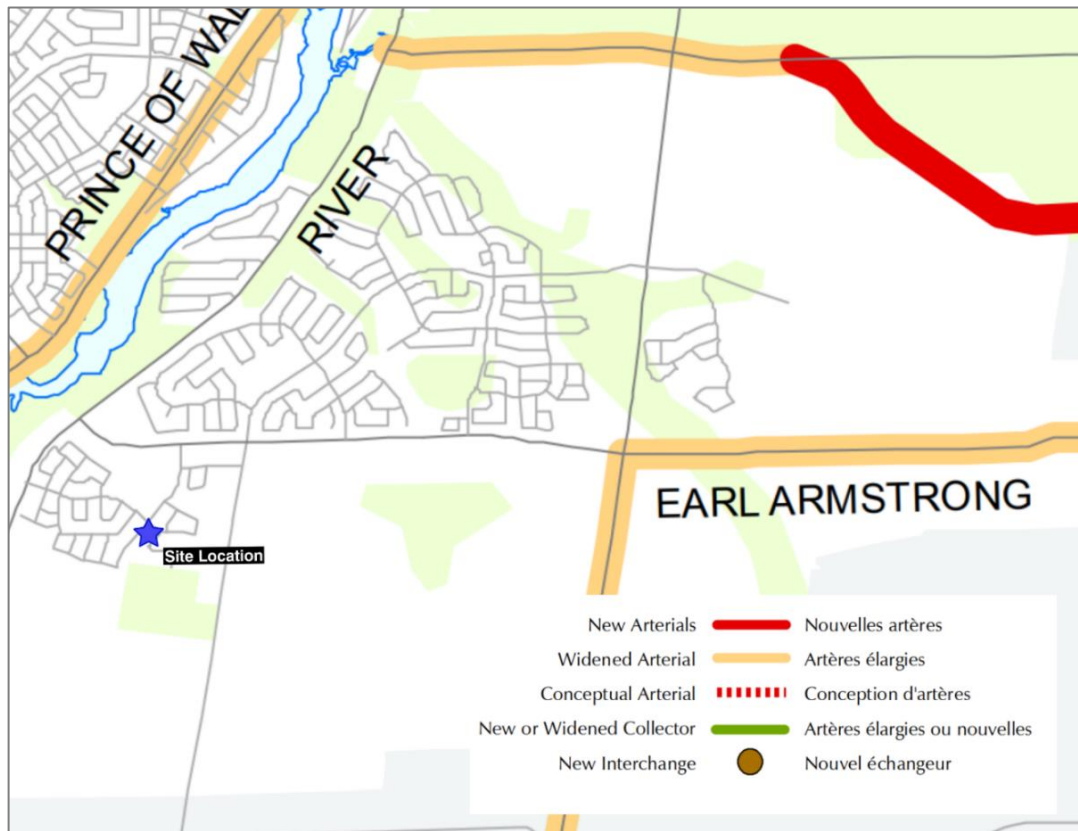 PRINCE OF WAL
RIVER
EARL ARMSTRONG
Site Location
New Arterials Nouvelles artères
Widened Arterial Artères élargies
Conceptual Arterial Conception d'artères
New or Widened Collector Artères élargies ou nouvelles
New Interchange Nouvel échangeur